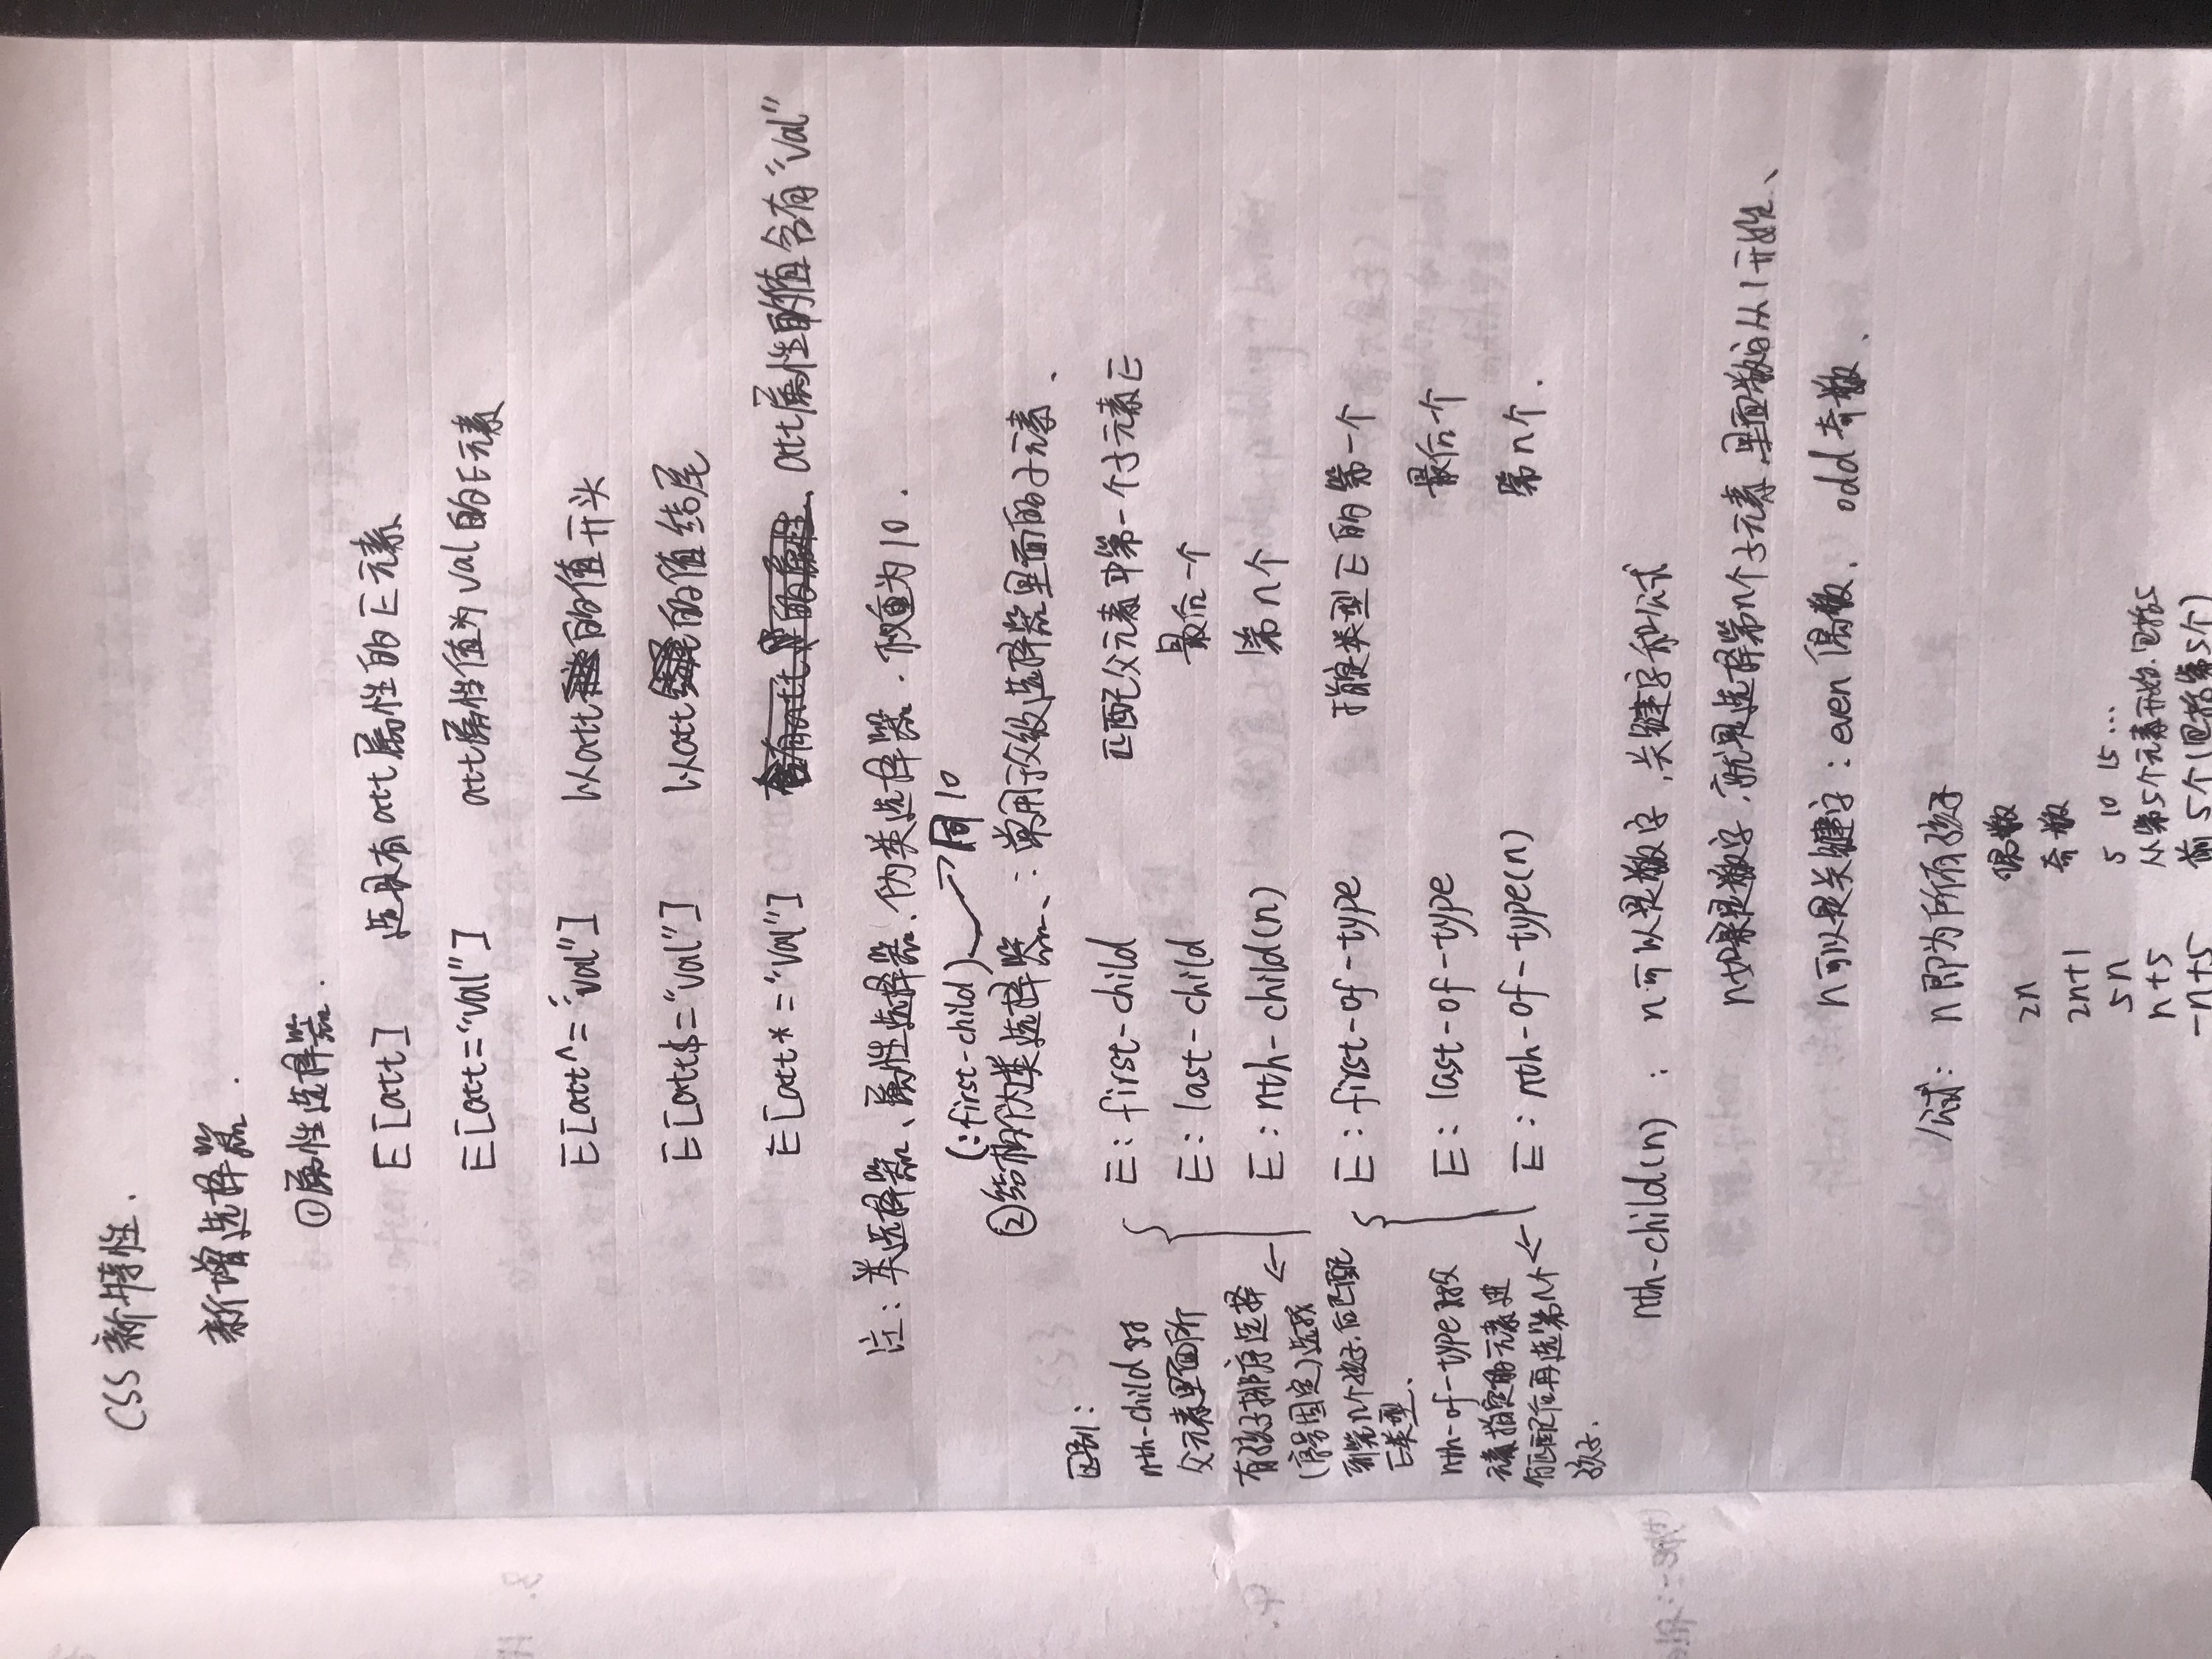 CSS 新特性.
新增选择器.
①属性选择器.
E[att] 选具有att属性的E元素
E[att="val"] att属性值为val的E元素
E[att^="val"] 以att的值开头
E[att$="val"] 以att的值结尾
E[att*="val"] att属性的值含有"val"
注:类选择器、属性选择器、伪类选择器.权重为10.
(:first-child) 同10
②结构伪类选择器、:常用于父级选择器里面的子元素、
E:first-child 匹配父元素中第一个子元素E
E:last-child 最后一个
E:nth-child(n) 第n个
E:first-of-type 指定类型E的第一个
E:last-of-type 最后一个
E:nth-of-type(n) 第n个.
区别:
nth-child对
父元素里面所
有孩子排序选择
(序号固定)选找
到第n个孩子.后匹配
E类型.
nth-of-type对父
元素指定的元素进
行匹配后再选第n个
孩子.
nth-child(n): n可以是数字,关键字和公式
n如果是数字,就是选择第n个子元素,里面数字从1开始、
n可以是关键字:even 偶数. odd 奇数、
公式: n即为所有孩子
2n 偶数
2n+1 奇数
5n 5 10 15...
n+5 从第5个元素开始.包括5
-n+5 前5个(包括第5个)